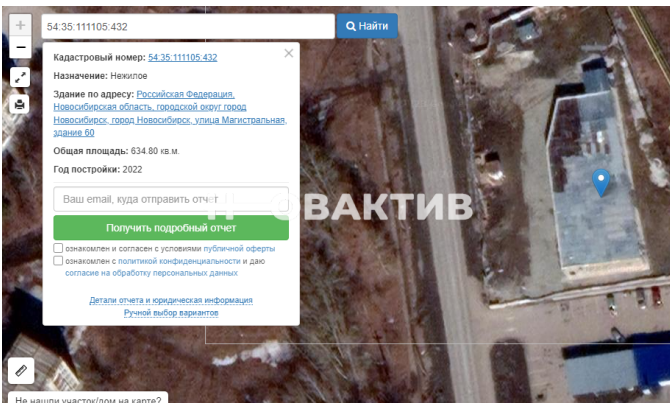 +
54:35:111105:432
Найти
−
Кадастровый номер: 54:35:111105:432
×
Назначение: Нежилое
Здание по адресу: Российская Федерация,
Новосибирская область, городской округ город
Новосибирск, город Новосибирск, улица Магистральная,
здание 60
Общая площадь: 634.80 кв.м.
Год постройки: 2022
Ваш email, куда отправить отчет
ВАКТИВ
Получить подробный отчет
ознакомлен и согласен с условиями публичной оферты
ознакомлен с политикой конфиденциальности и даю
согласие на обработку персональных данных
Детали отчета и юридическая информация
Ручной выбор вариантов
Не нашли участок/дом на карте?